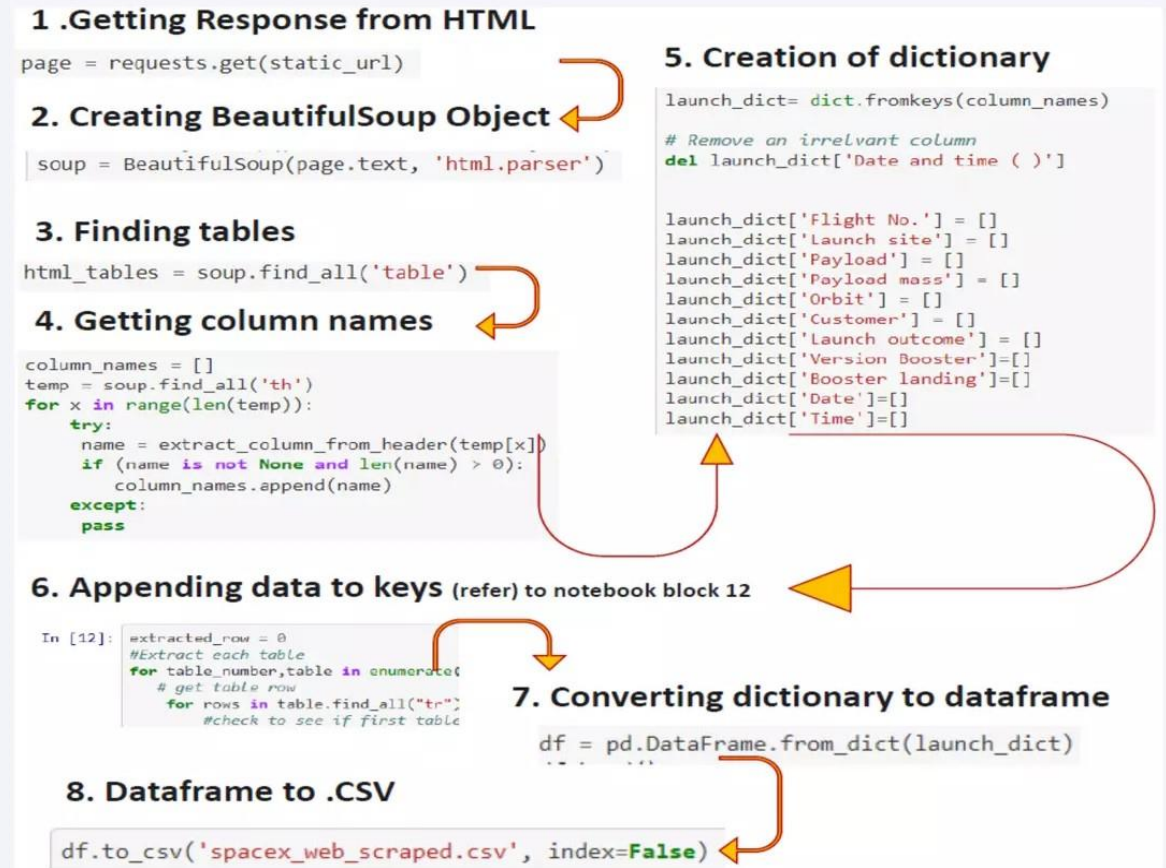 1 .Getting Response from HTML
page = requests.get(static_url)
2. Creating BeautifulSoup Object
soup = BeautifulSoup(page.text, 'html.parser')
3. Finding tables
html_tables = soup.find_all('table')
4. Getting column names
column_names = []
temp = soup.find_all('th')
for x in range(len(temp)):
try:
name = extract_column_from_header(temp[x])
if (name is not None and len(name) > 0):
column_names.append(name)
except:
pass
5. Creation of dictionary
launch_dict= dict.fromkeys(column_names)
# Remove an irrelvant column
del launch_dict['Date and time ( )']
launch_dict['Flight No.'] = []
launch_dict['Launch site'] = []
launch_dict['Payload'] = []
launch_dict['Payload mass'] = []
launch_dict['Orbit'] = []
launch_dict['Customer'] = []
launch_dict['Launch outcome'] = []
launch_dict['Version Booster']=[]
launch_dict['Booster landing']=[]
launch_dict['Date']=[]
launch_dict['Time']=[]
6. Appending data to keys (refer) to notebook block 12
In [12]: extracted_row = 0
#Extract each table
for table_number,table in enumerate(
# get table row
for rows in table.find_all("tr")
#check to see if first table
7. Converting dictionary to dataframe
df = pd.DataFrame.from_dict(launch_dict)
8. Dataframe to .CSV
df.to_csv('spacex_web_scraped.csv', index=False)